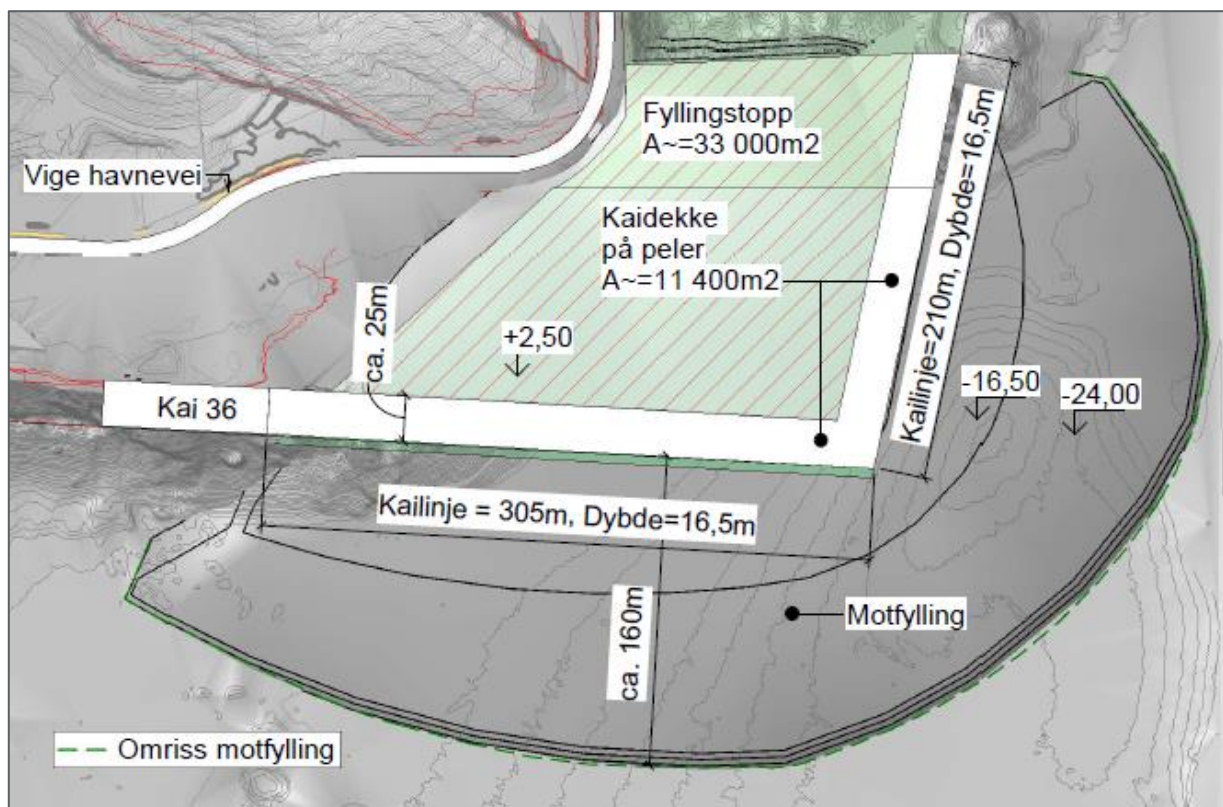 Fyllingstopp
A~=33 000m2
Vige havnevei
Kaidekke
på peler
A~=11 400m2
Kailinje=210m, Dybde=16,5m
ca. 25m
+2,50
-16,50
-24,00
Kai 36
Kailinje = 305m, Dybde=16,5m
ca. 160m
Motfylling
Omriss motfylling